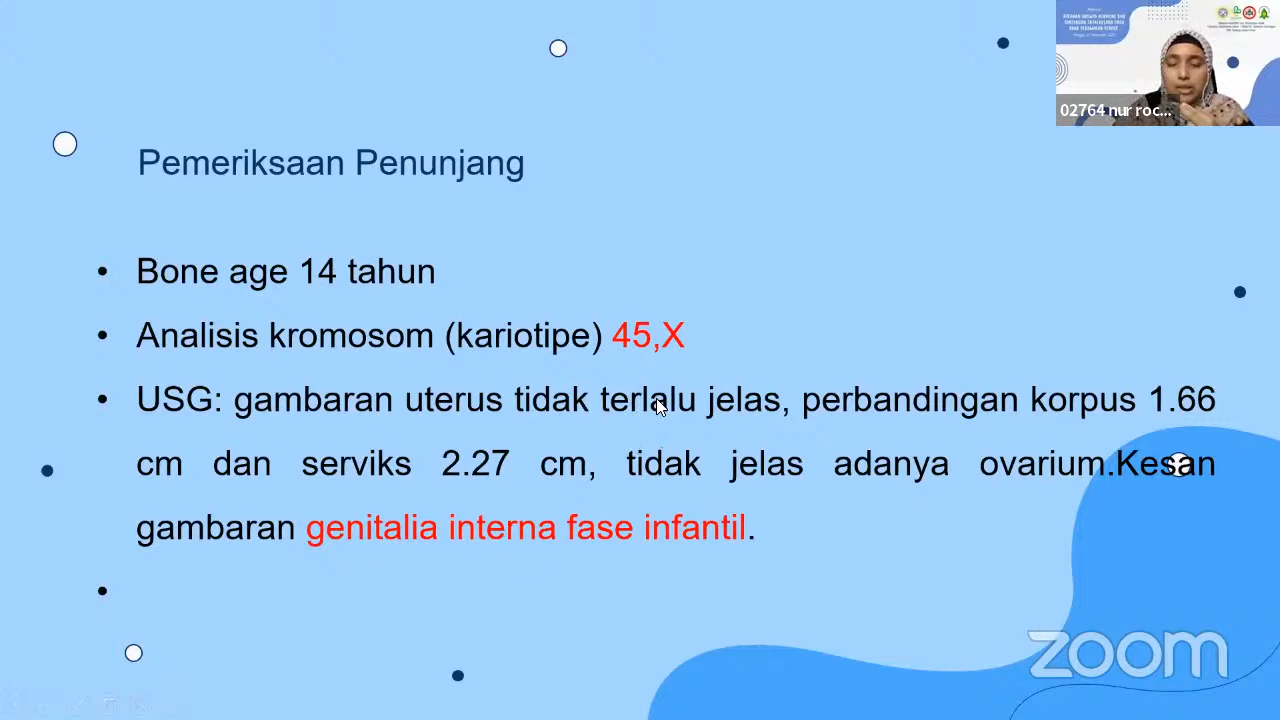 Pemeriksaan Penunjang
• Bone age 14 tahun
• Analisis kromosom (kariotipe) 45,X
• USG: gambaran uterus tidak terlalu jelas, perbandingan korpus 1.66
cm dan serviks 2.27 cm, tidak jelas adanya ovarium.Kesan
gambaran genitalia interna fase infantil.
•
02764 nur roc...
zoom